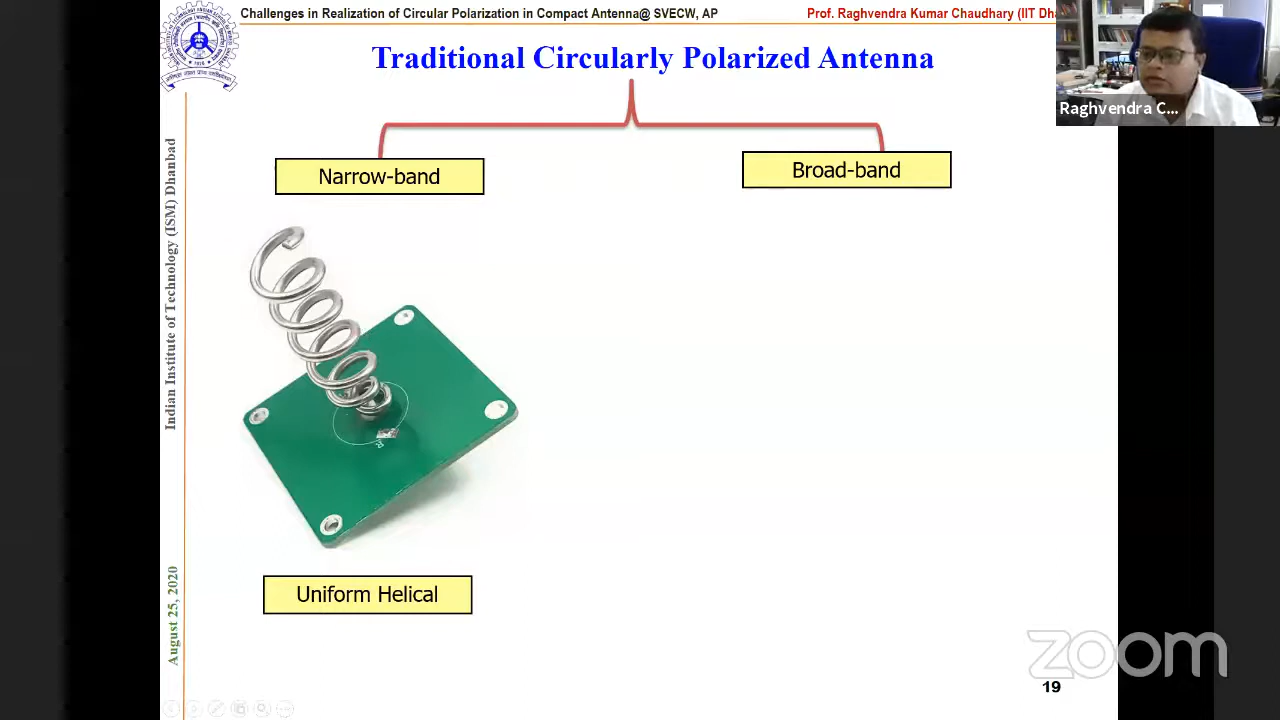 Challenges in Realization of Circular Polarization in Compact Antenna@ SVECW, AP
Prof. Raghvendra Kumar Chaudhary (IIT Dha
Traditional Circularly Polarized Antenna
Raghvendra C...
Narrow-band
Broad-band
Indian Institute of Technology (ISM) Dhanbad
Uniform Helical
August 25, 2020
zoom
19